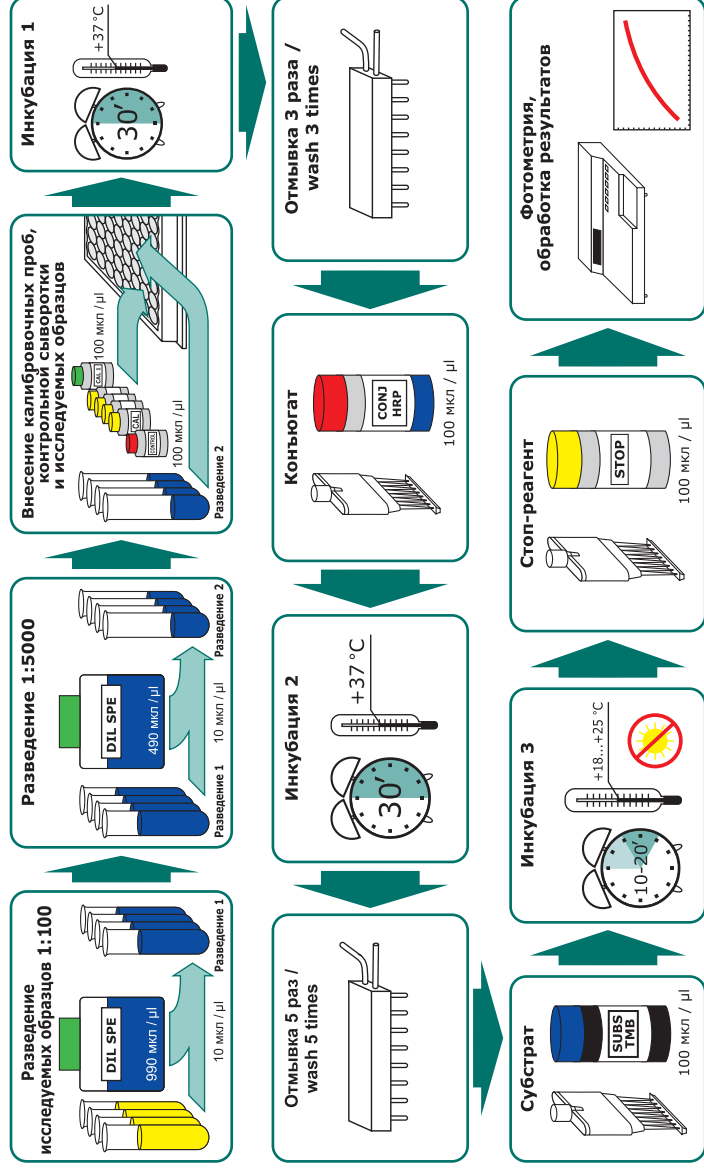 Разведение
исследуемых образцов 1:100
DIL SPE
990 мкл / µl
10 мкл / µl
Разведение 1
Разведение 1:5000
DIL SPE
490 мкл / µl
10 мкл / µl
Разведение 1
Разведение 2
Внесение калибровочных проб,
контрольной сыворотки
и исследуемых образцов
CAL
CAL
CONTROL
100 мкл / µl
100 мкл / µl
Разведение 2
Инкубация 1
30′
+37 °C
Отмывка 3 раза /
wash 3 times
Конъюгат
CONJ
HRP
100 мкл / µl
Инкубация 2
30′
+37 °C
Отмывка 5 раз /
wash 5 times
Субстрат
SUBS
TMB
100 мкл / µl
Инкубация 3
10-20′
+18...+25 °C
Стоп-реагент
STOP
100 мкл / µl
Фотометрия,
обработка результатов